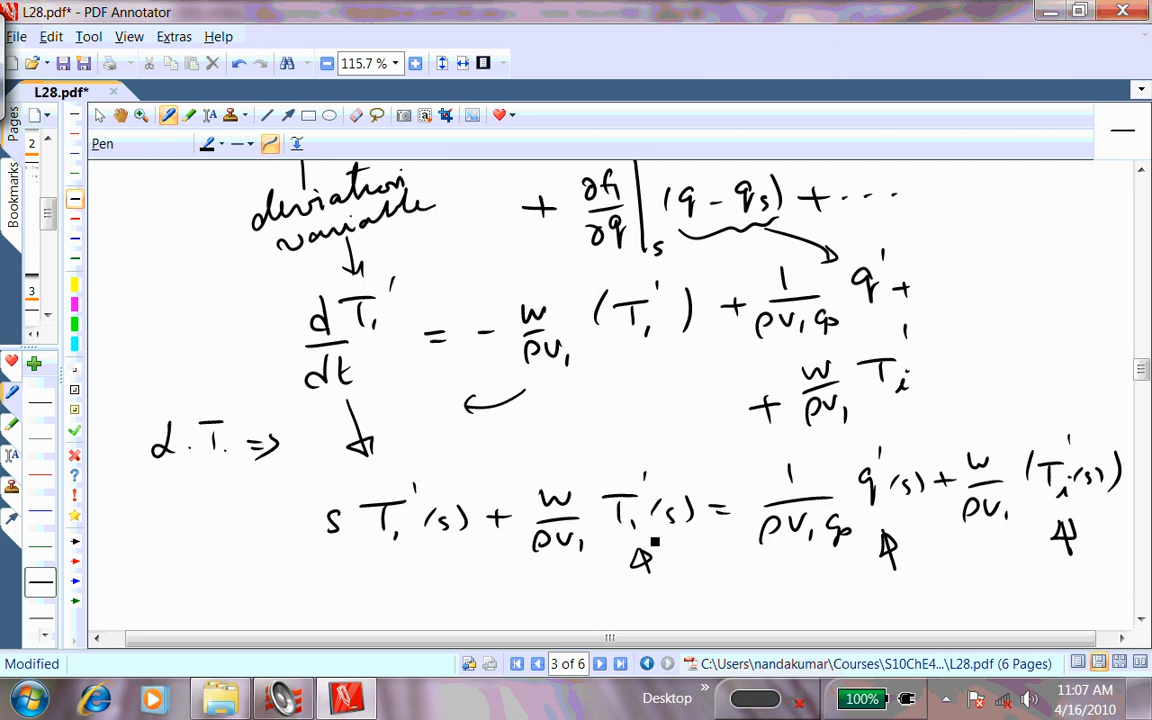 L28.pdf* - PDF Annotator
File Edit Tool View Extras Help
115.7 %
L28.pdf*
Pen
Pages
Bookmarks
2
3
deviation
variable
+ ∂f₁/∂q |s (q - qs) + ...
dT₁'/dt = - w/ρv₁ (T₁') + 1/ρv₁cp q' +
+ w/ρv₁ Ti'
L.T. =>
s T₁'(s) + w/ρv₁ T₁'(s) = 1/ρv₁cp q'(s) + w/ρv₁ (Ti'(s))
Modified
3 of 6
C:\Users\nandakumar\Courses\S10ChE4...\L28.pdf (6 Pages)
Desktop
100%
11:07 AM
4/16/2010